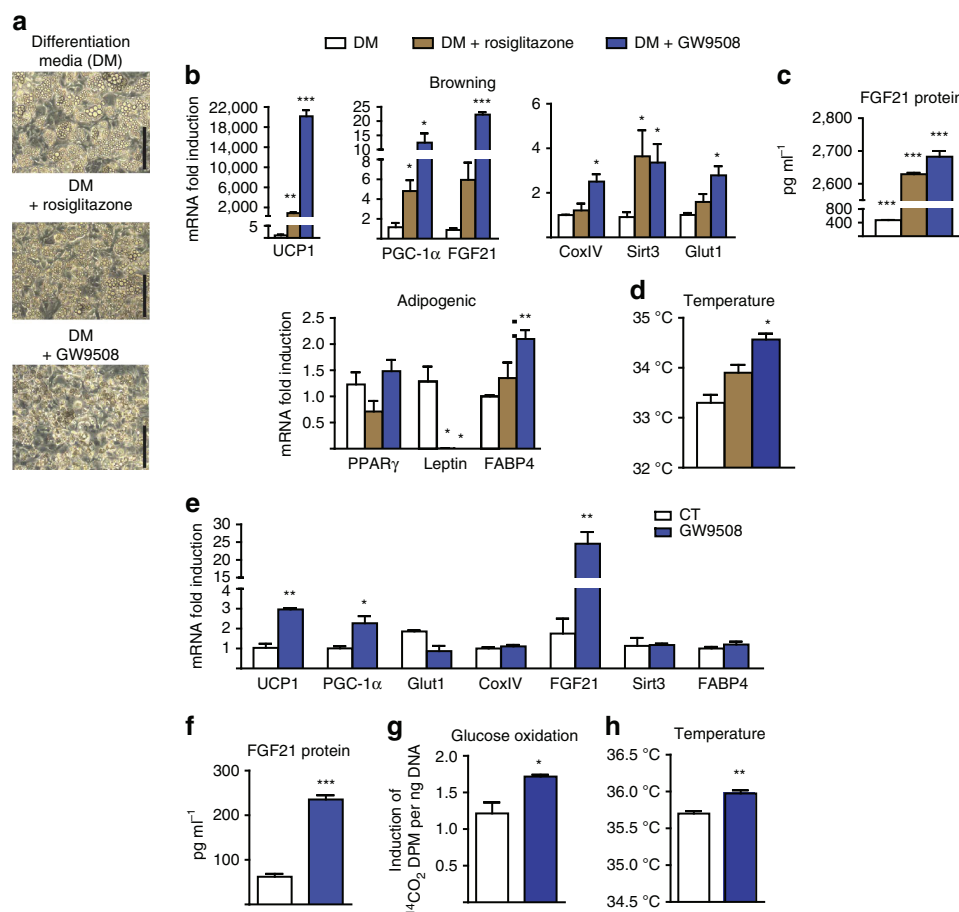 a
Differentiation
media (DM)
DM
+ rosiglitazone
DM
+ GW9508
DM
DM + rosiglitazone
DM + GW9508
b
Browning
mRNA fold induction
22,000
18,000
14,000
10,000
6,000
2,000
5
**
***
UCP1
25
20
15
10
6
4
2
0
*
*
***
PGC-1α
FGF21
6
4
2
*
*
*
*
CoxIV
Sirt3
Glut1
Adipogenic
mRNA fold induction
2.5
2.0
1.5
1.0
0.5
*
*
**
PPARγ
Leptin
FABP4
c
FGF21 protein
pg ml⁻¹
2,800
2,700
2,600
800
400
***
***
***
d
Temperature
35 °C
34 °C
33 °C
32 °C
*
e
CT
GW9508
mRNA fold induction
30
25
20
15
4
3
2
1
**
*
**
UCP1
PGC-1α
Glut1
CoxIV
FGF21
Sirt3
FABP4
f
FGF21 protein
pg ml⁻¹
300
200
100
***
g
Glucose oxidation
Induction of
¹⁴CO₂ DPM per ng DNA
2.0
1.5
1.0
0.5
*
h
Temperature
36.5 °C
36.0 °C
35.5 °C
35.0 °C
34.5 °C
**